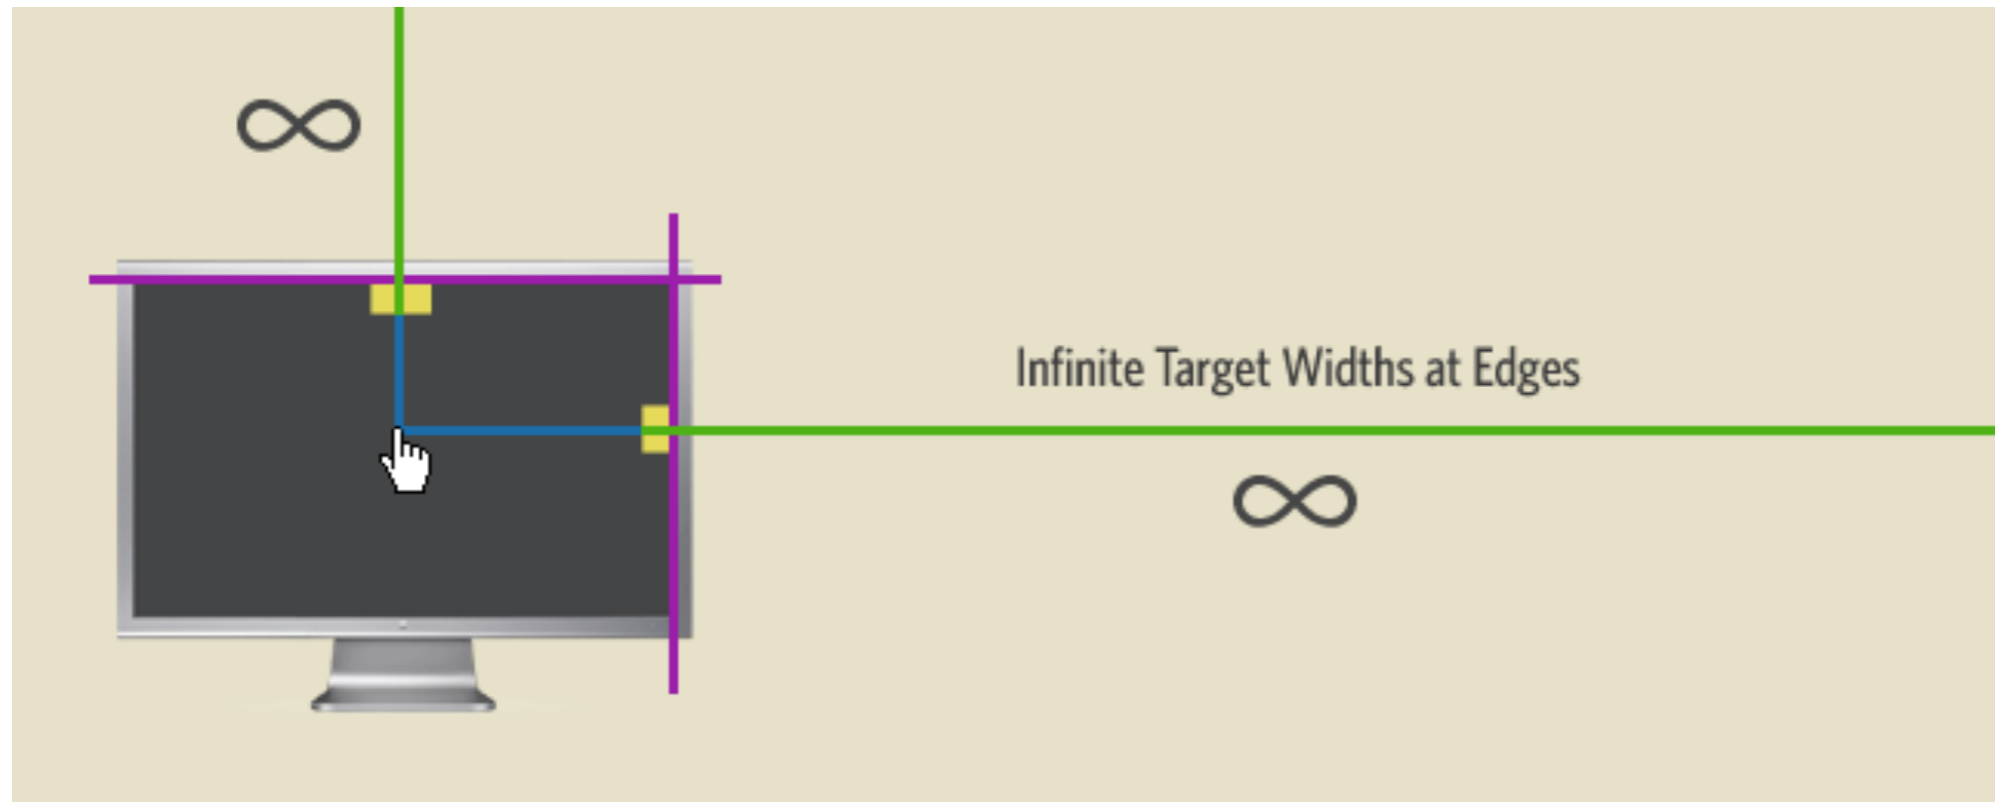 ∞
Infinite Target Widths at Edges
∞